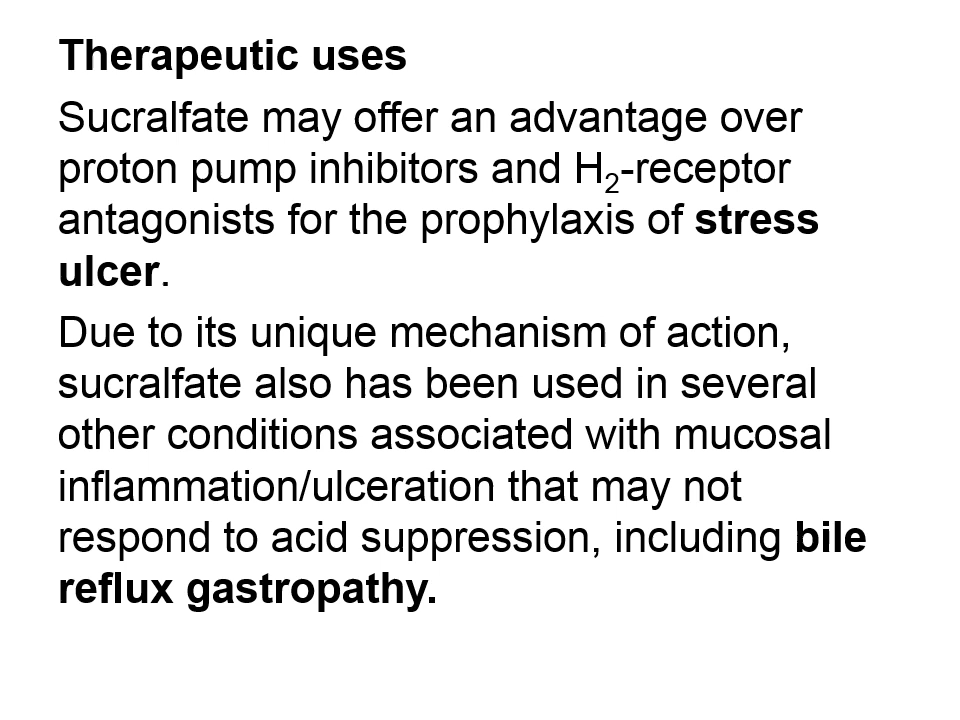 Therapeutic uses
Sucralfate may offer an advantage over
proton pump inhibitors and H₂-receptor
antagonists for the prophylaxis of stress
ulcer.
Due to its unique mechanism of action,
sucralfate also has been used in several
other conditions associated with mucosal
inflammation/ulceration that may not
respond to acid suppression, including bile
reflux gastropathy.